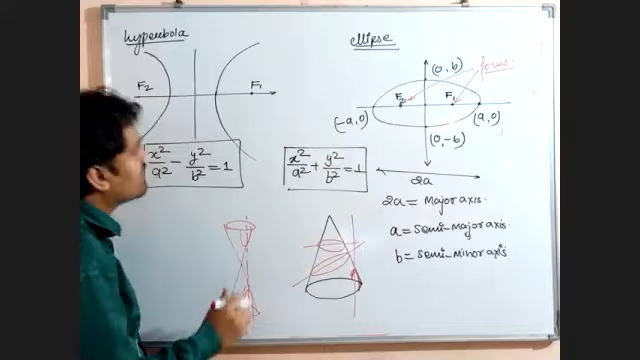 hyperbola
F2
F1
x²/a² - y²/b² = 1
ellipse
(0, b)
focus
F2
F1
(-a, 0)
(a, 0)
(0, -b)
x²/a² + y²/b² = 1
2a
2a = Major axis.
a = semi-major axis.
b = semi-minor axis